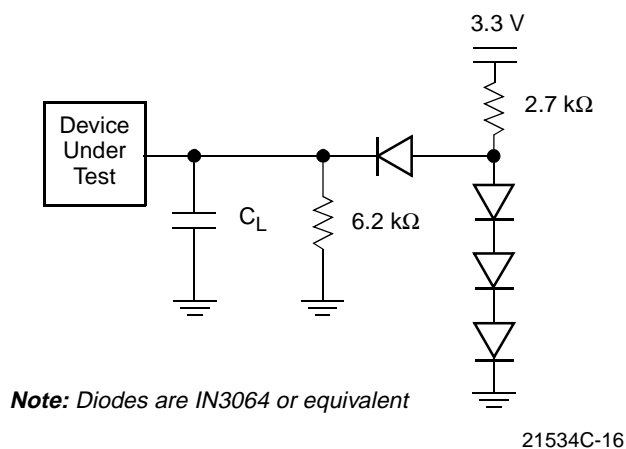 3.3 V
2.7 kΩ
Device
Under
Test
C_L
6.2 kΩ
Note: Diodes are IN3064 or equivalent
21534C-16